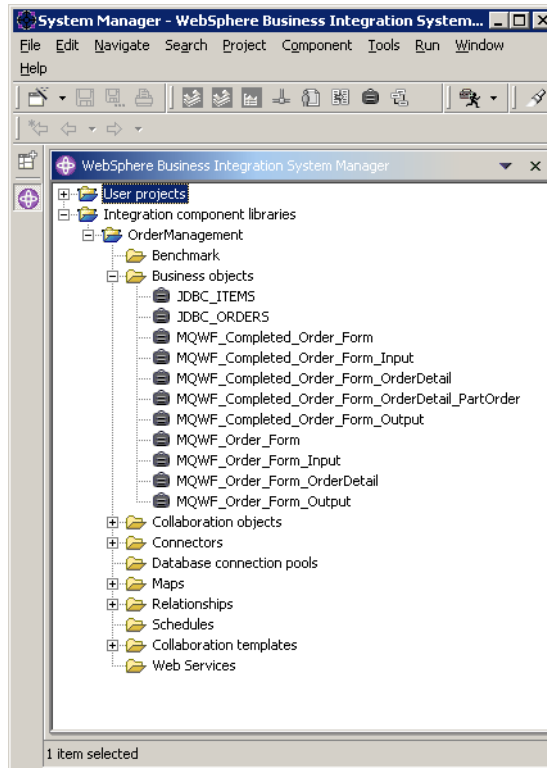 System Manager - WebSphere Business Integration System...
File Edit Navigate Search Project Component Tools Run Window
Help
WebSphere Business Integration System Manager
User projects
Integration component libraries
OrderManagement
Benchmark
Business objects
JDBC_ITEMS
JDBC_ORDERS
MQWF_Completed_Order_Form
MQWF_Completed_Order_Form_Input
MQWF_Completed_Order_Form_OrderDetail
MQWF_Completed_Order_Form_OrderDetail_PartOrder
MQWF_Completed_Order_Form_Output
MQWF_Order_Form
MQWF_Order_Form_Input
MQWF_Order_Form_OrderDetail
MQWF_Order_Form_Output
Collaboration objects
Connectors
Database connection pools
Maps
Relationships
Schedules
Collaboration templates
Web Services
1 item selected